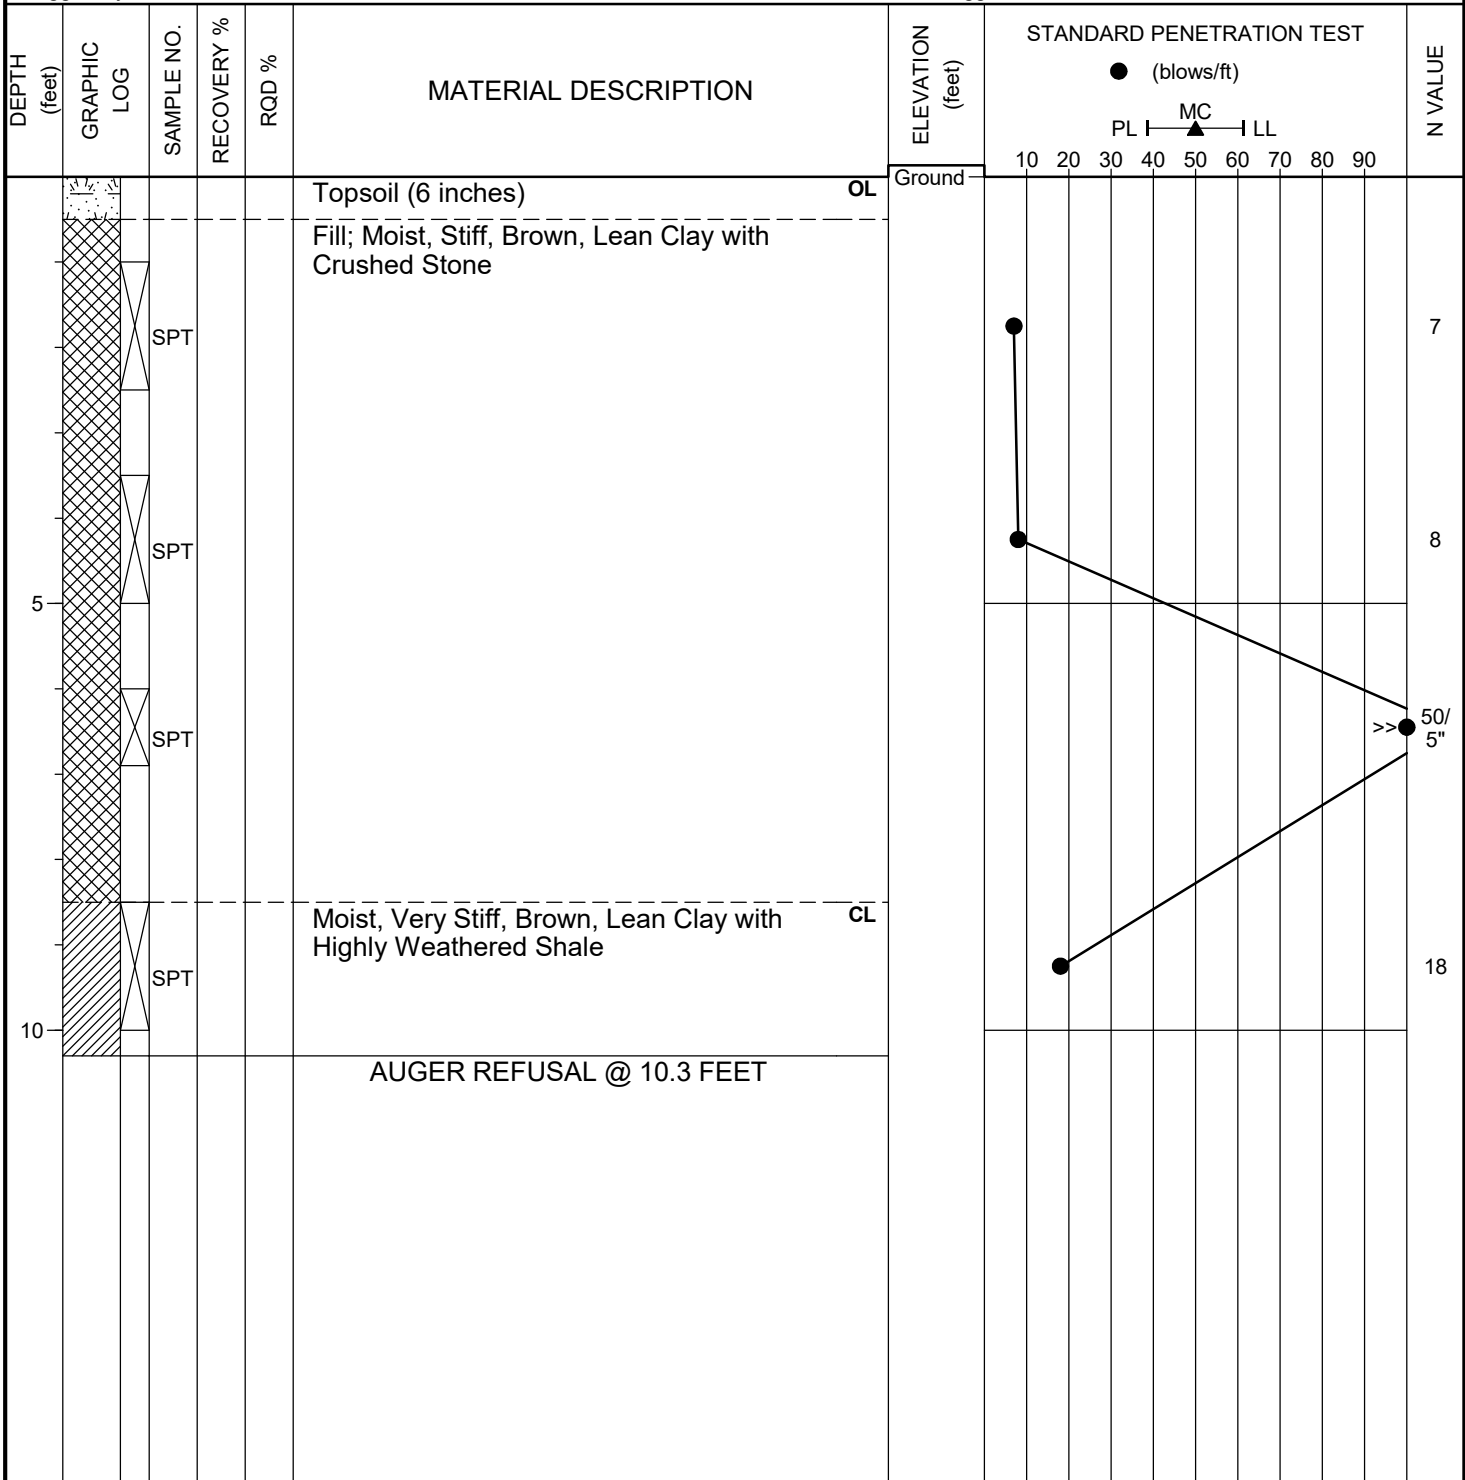 DEPTH
(feet)
GRAPHIC
LOG
SAMPLE NO.
RECOVERY %
RQD %
MATERIAL DESCRIPTION
ELEVATION
(feet)
STANDARD PENETRATION TEST
(blows/ft)
MC
PL LL
10 20 30 40 50 60 70 80 90
N VALUE
Ground
Topsoil (6 inches) OL
Fill; Moist, Stiff, Brown, Lean Clay with
Crushed Stone
SPT 7
SPT 8
5
SPT >> 50/
5"
Moist, Very Stiff, Brown, Lean Clay with CL
Highly Weathered Shale
SPT 18
10
AUGER REFUSAL @ 10.3 FEET